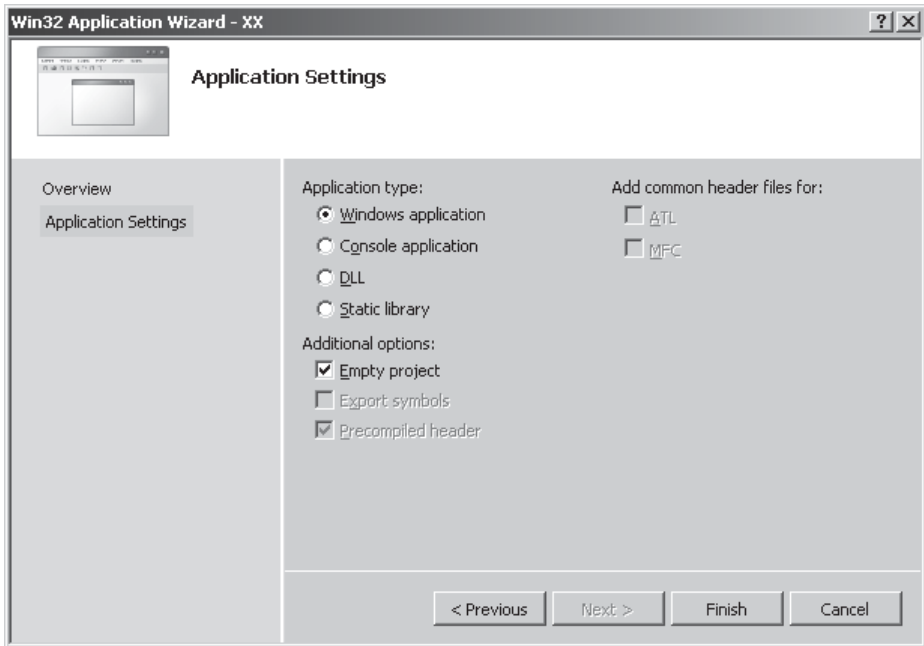 Win32 Application Wizard - XX
Application Settings
Overview
Application Settings
Application type:
Windows application
Console application
DLL
Static library
Additional options:
Empty project
Export symbols
Precompiled header
Add common header files for:
ATL
MFC
< Previous
Next >
Finish
Cancel